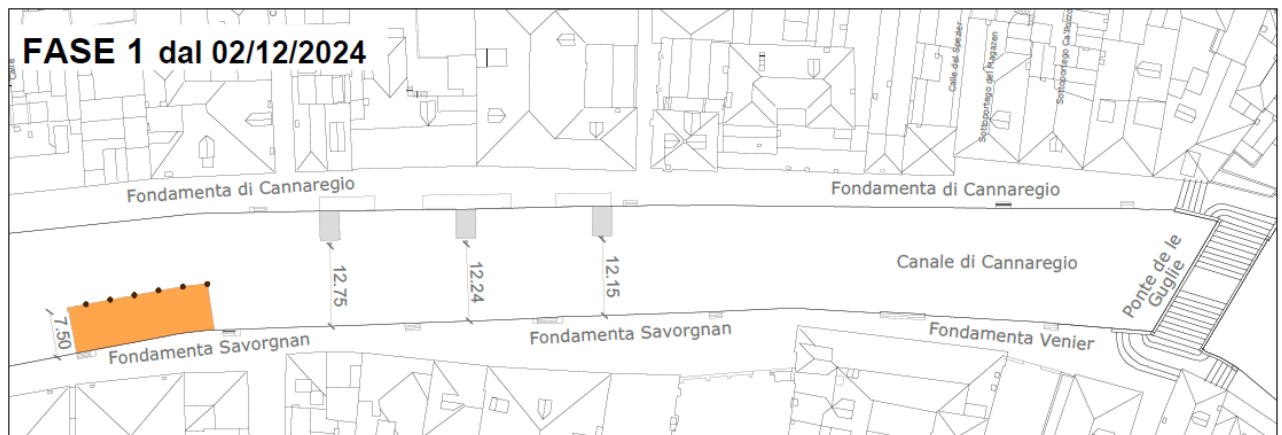 FASE 1 dal 02/12/2024
Calle
Calle del Spezier
Sottoportego del Magazen
Fondamenta di Cannaregio
Fondamenta di Cannaregio
12.75
12.24
12.15
Canale di Cannaregio
Ponte de le
Guglie
7.50
Fondamenta Savorgnan
Fondamenta Savorgnan
Fondamenta Venier